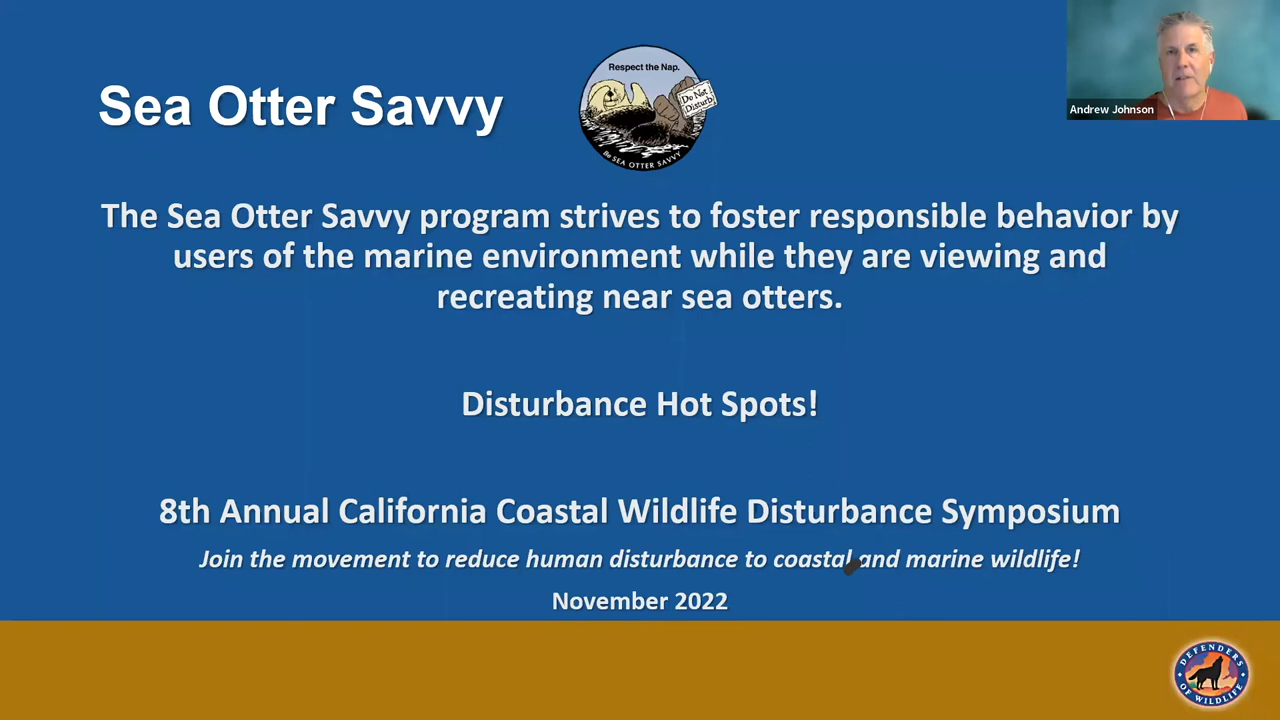 Sea Otter Savvy
Respect the Nap.
Do Not
Disturb
Be SEA OTTER SAVVY
Andrew Johnson
The Sea Otter Savvy program strives to foster responsible behavior by
users of the marine environment while they are viewing and
recreating near sea otters.
Disturbance Hot Spots!
8th Annual California Coastal Wildlife Disturbance Symposium
Join the movement to reduce human disturbance to coastal and marine wildlife!
November 2022
DEFENDERS
OF WILDLIFE